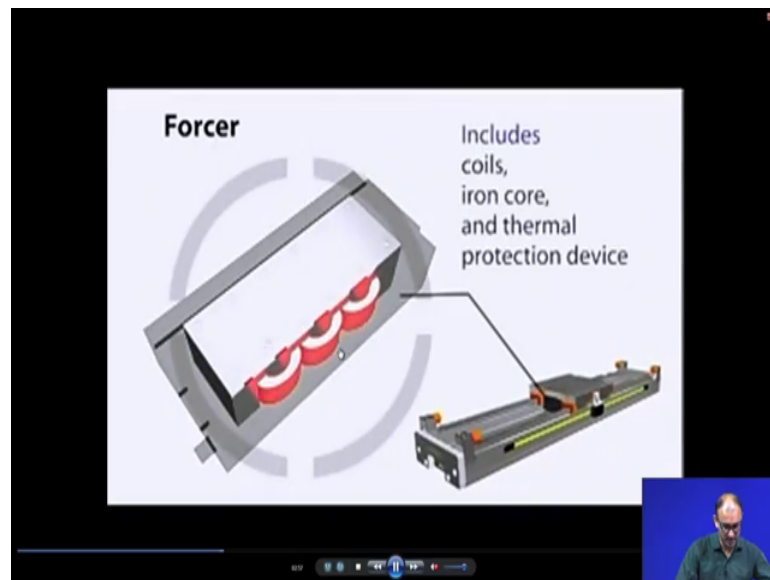 Forcer
Includes
coils,
iron core,
and thermal
protection device